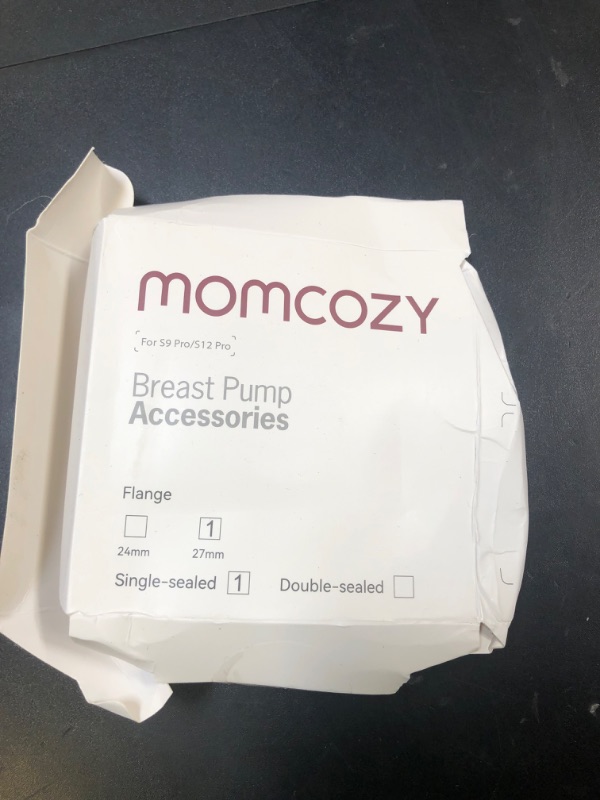 momcozy
For S9 Pro/S12 Pro
Breast Pump
Accessories
Flange
1
24mm 27mm
Single-sealed 1 Double-sealed